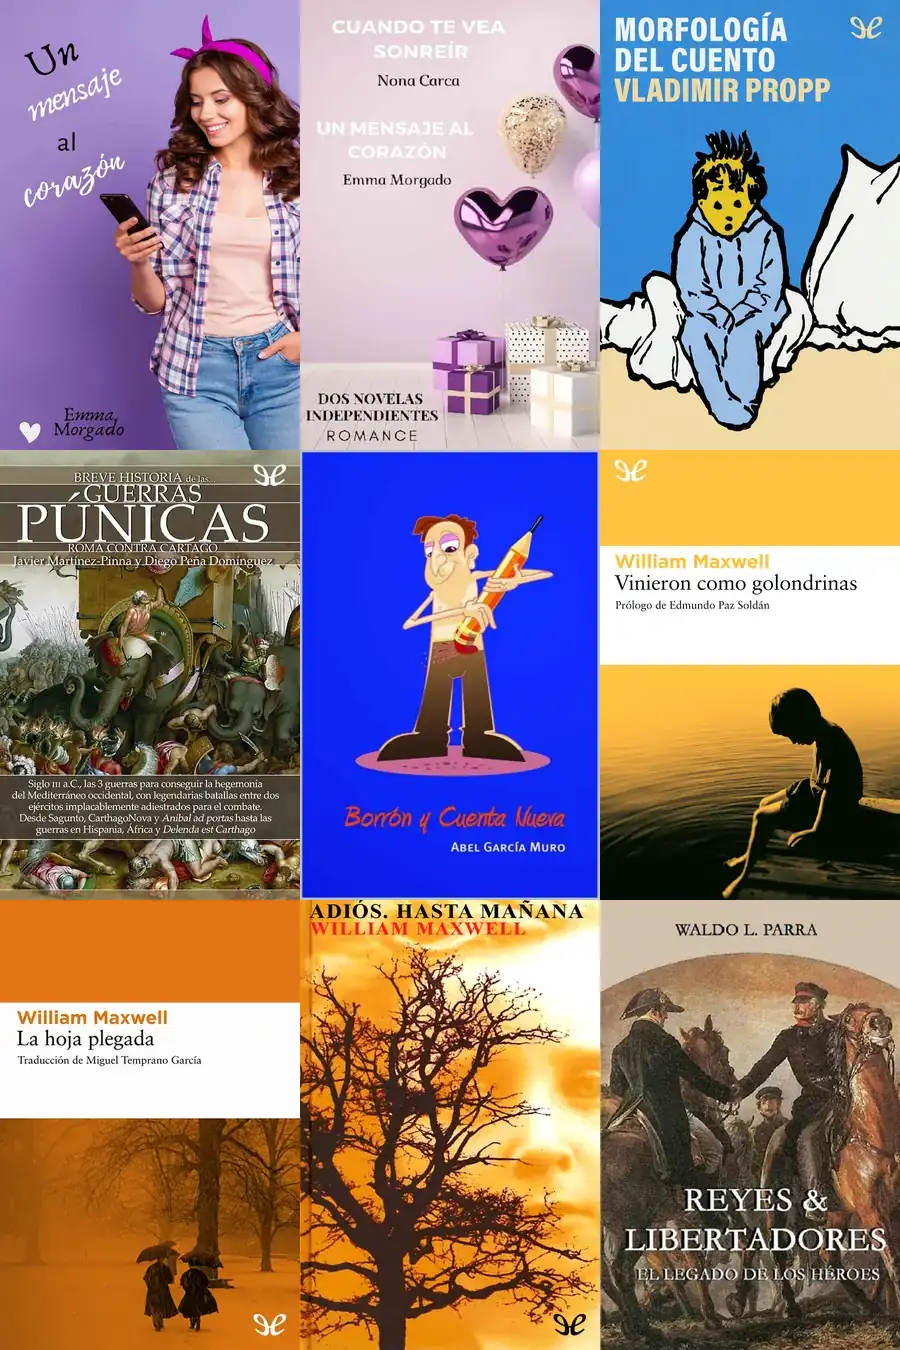 Un
mensaje
al
corazón
Emma
Morgado
CUANDO TE VEA
SONREÍR
Nona Carca
UN MENSAJE AL
CORAZÓN
Emma Morgado
DOS NOVELAS
INDEPENDIENTES
ROMANCE
MORFOLOGÍA
DEL CUENTO
VLADIMIR PROPP
BREVE HISTORIA de las...
GUERRAS
PÚNICAS
ROMA CONTRA CARTAGO
Javier Martínez-Pinna y Diego Peña Domínguez
Siglo III a.C., las 3 guerras para conseguir la hegemonía
del Mediterráneo occidental, con legendarias batallas entre dos
ejércitos implacablemente adiestrados para el combate.
Desde Sagunto, CarthagoNova y Anibal ad portas hasta las
guerras en Hispania, África y Delenda est Carthago
Borrón y Cuenta Nueva
ABEL GARCÍA MURO
William Maxwell
Vinieron como golondrinas
Prólogo de Edmundo Paz Soldán
William Maxwell
La hoja plegada
Traducción de Miguel Temprano García
ADIÓS. HASTA MAÑANA
WILLIAM MAXWELL
WALDO L. PARRA
REYES &
LIBERTADORES
EL LEGADO DE LOS HÉROES